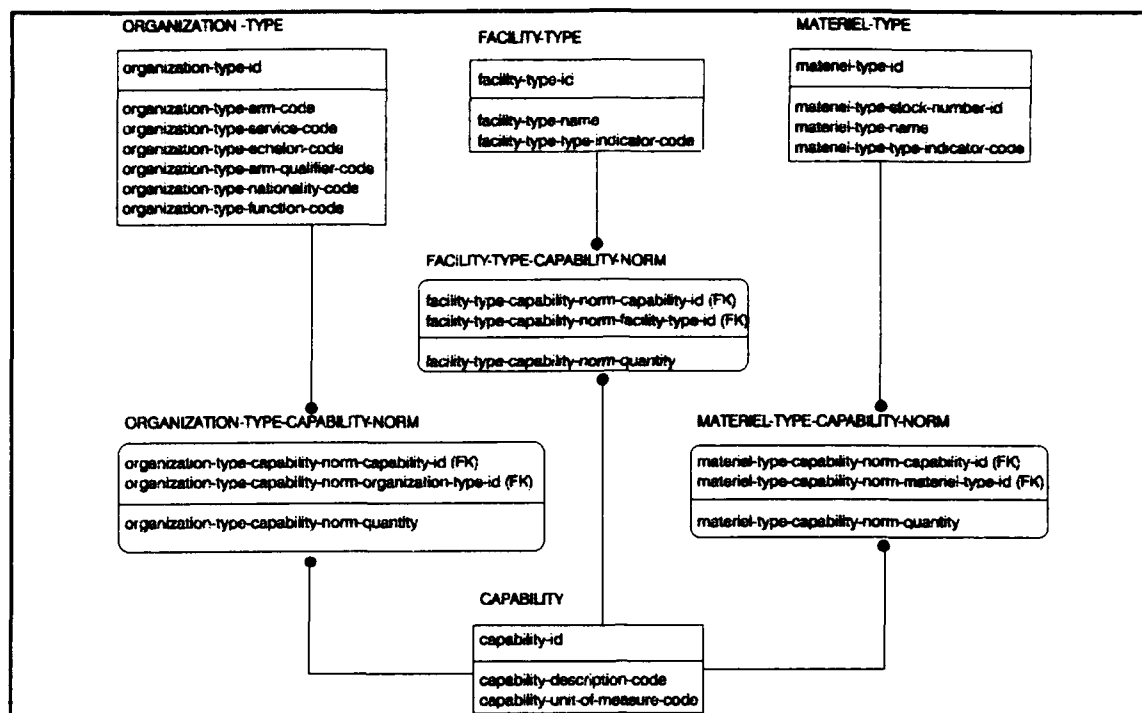 ORGANIZATION -TYPE
organization-type-id
organization-type-arm-code
organization-type-service-code
organization-type-echelon-code
organization-type-arm-qualifier-code
organization-type-nationality-code
organization-type-function-code
FACILITY-TYPE
facility-type-id
facility-type-name
facility-type-type-indicator-code
MATERIEL-TYPE
materiel-type-id
materiel-type-stock-number-id
materiel-type-name
materiel-type-type-indicator-code
FACILITY-TYPE-CAPABILITY-NORM
facility-type-capability-norm-capability-id (FK)
facility-type-capability-norm-facility-type-id (FK)
facility-type-capability-norm-quantity
ORGANIZATION-TYPE-CAPABILITY-NORM
organization-type-capability-norm-capability-id (FK)
organization-type-capability-norm-organization-type-id (FK)
organization-type-capability-norm-quantity
MATERIEL-TYPE-CAPABILITY-NORM
materiel-type-capability-norm-capability-id (FK)
materiel-type-capability-norm-materiel-type-id (FK)
materiel-type-capability-norm-quantity
CAPABILITY
capability-id
capability-description-code
capability-unit-of-measure-code